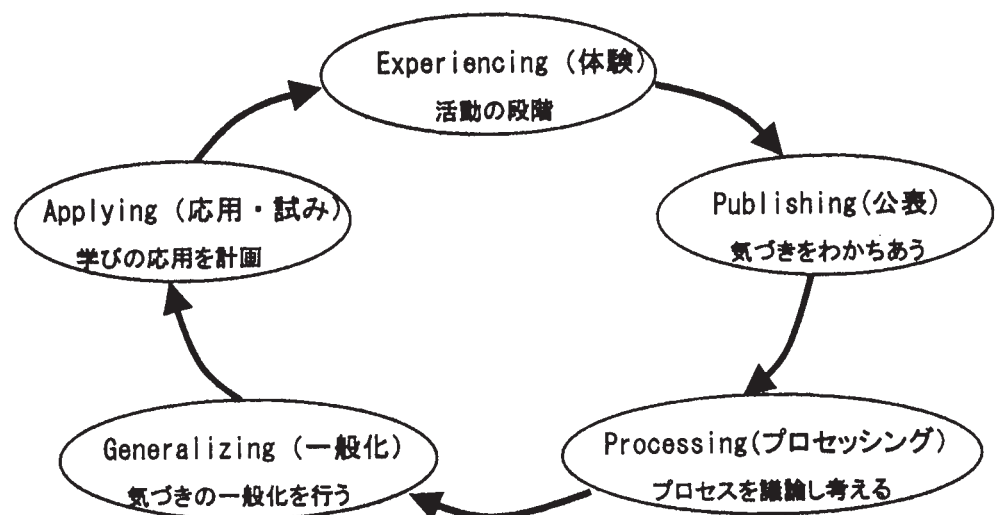 Experiencing (体験)
活動の段階
Publishing(公表)
気づきをわかちあう
Processing(プロセッシング)
プロセスを議論し考える
Generalizing (一般化)
気づきの一般化を行う
Applying (応用・試み)
学びの応用を計画